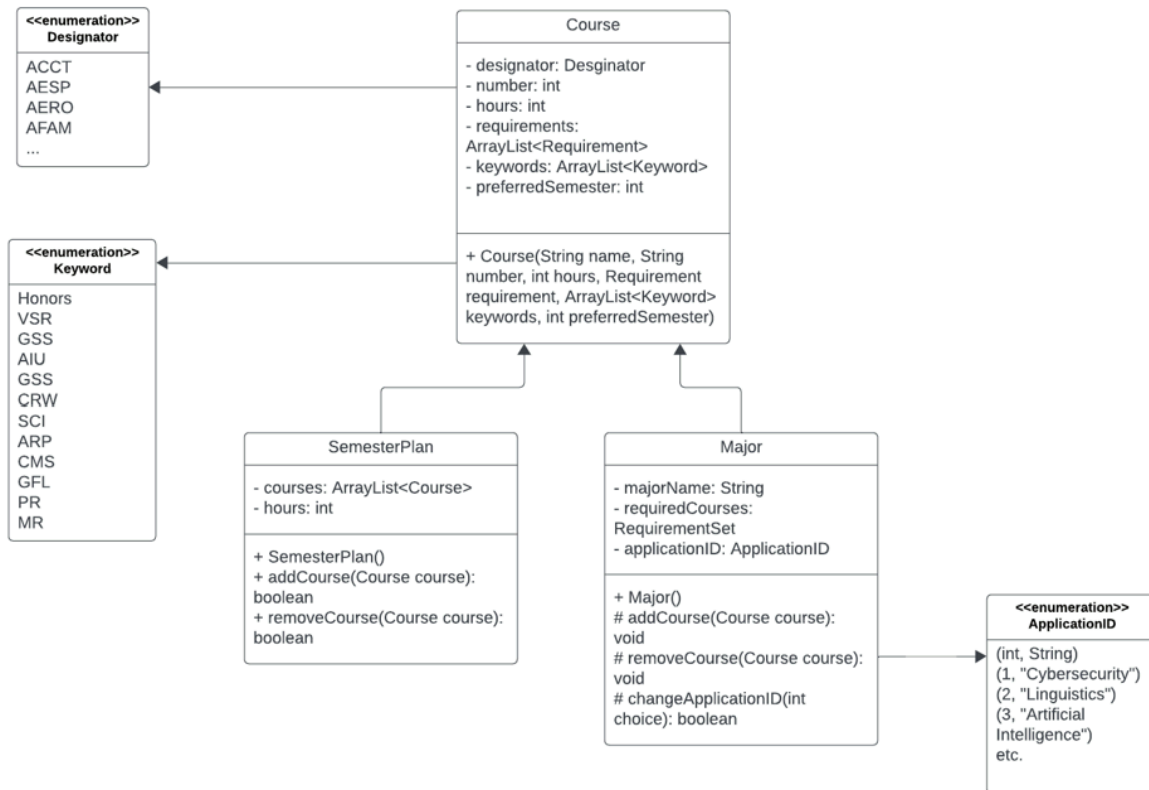 <<enumeration>>
Designator
ACCT
AESP
AERO
AFAM
...
<<enumeration>>
Keyword
Honors
VSR
GSS
AIU
GSS
CRW
SCI
ARP
CMS
GFL
PR
MR
Course
- designator: Desginator
- number: int
- hours: int
- requirements:
ArrayList<Requirement>
- keywords: ArrayList<Keyword>
- preferredSemester: int
+ Course(String name, String
number, int hours, Requirement
requirement, ArrayList<Keyword>
keywords, int preferredSemester)
SemesterPlan
- courses: ArrayList<Course>
- hours: int
+ SemesterPlan()
+ addCourse(Course course):
boolean
+ removeCourse(Course course):
boolean
Major
- majorName: String
- requiredCourses:
RequirementSet
- applicationID: ApplicationID
+ Major()
# addCourse(Course course):
void
# removeCourse(Course course):
void
# changeApplicationID(int
choice): boolean
<<enumeration>>
ApplicationID
(int, String)
(1, "Cybersecurity")
(2, "Linguistics")
(3, "Artificial
Intelligence")
etc.